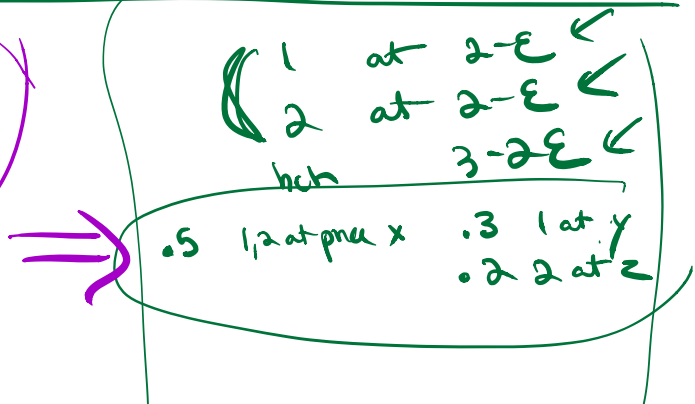 1 at 2-ε
2 at 2-ε
both 3-2ε
.5 1,2 at price x .3 1 at y
.2 2 at z